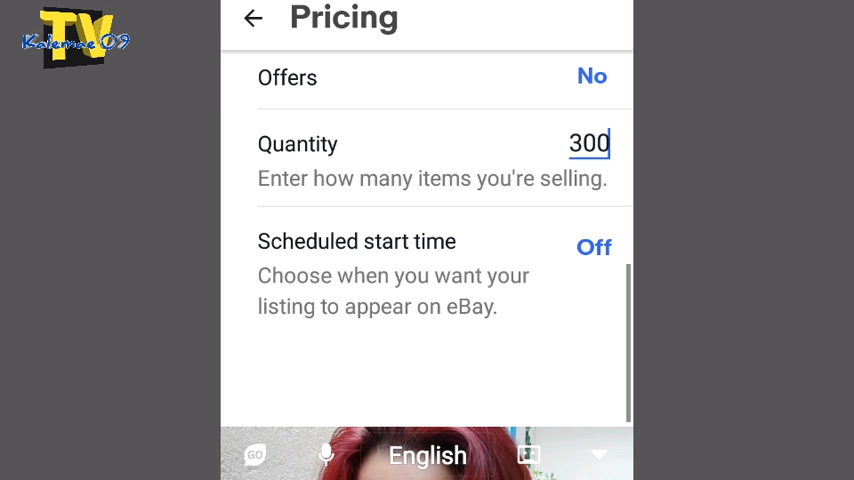 TV
Kalemae 09
Pricing
Offers No
Quantity 300
Enter how many items you're selling.
Scheduled start time Off
Choose when you want your
listing to appear on eBay.
GO English